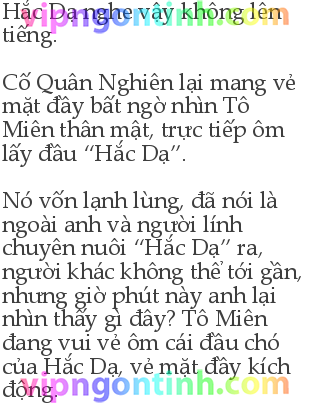 Hắc Dạ nghe vậy không lên
tiếng.
Cố Quân Nghiên lại mang vẻ
mặt đầy bất ngờ nhìn Tô
Miên thân mật, trực tiếp ôm
lấy đầu “Hắc Dạ”.
Nó vốn lạnh lùng, đã nói là
ngoài anh và người lính
chuyên nuôi “Hắc Dạ” ra,
người khác không thể tới gần,
nhưng giờ phút này anh lại
nhìn thấy gì đây? Tô Miên
đang vui vẻ ôm cái đầu chó
của Hắc Dạ, vẻ mặt đầy kích
động.
vipngontinh.com
vipngontinh.com